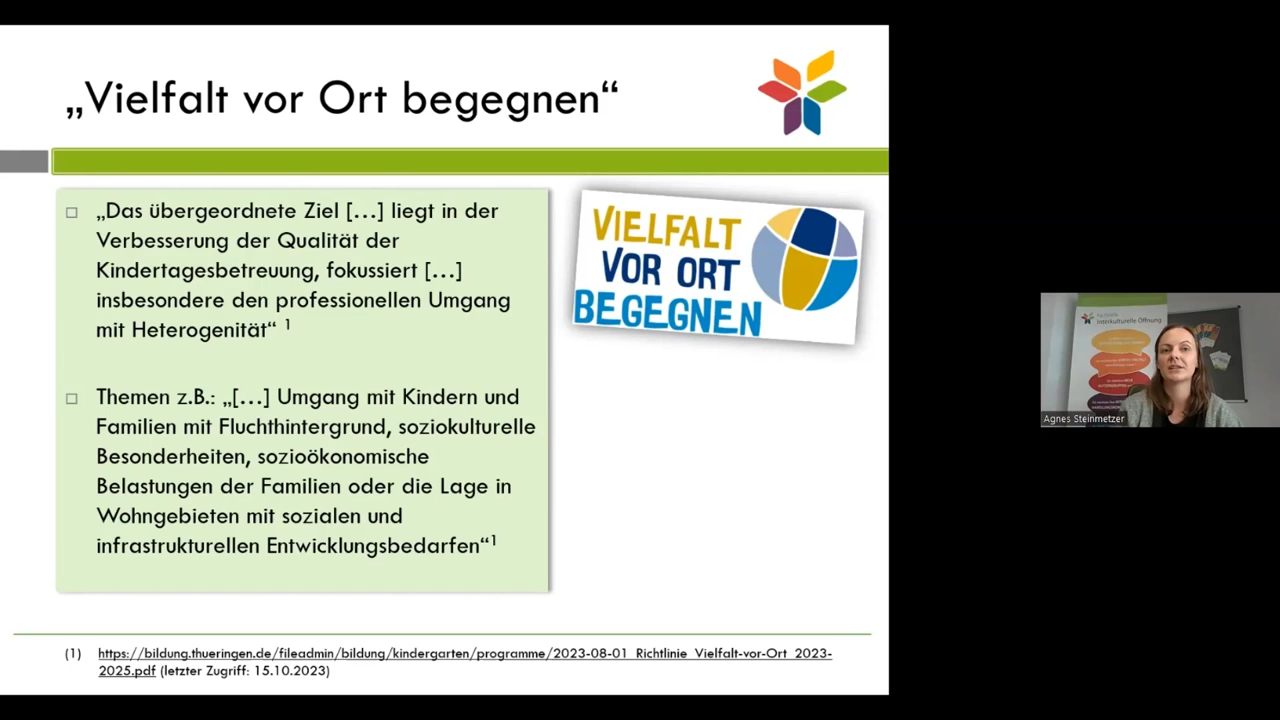 „Vielfalt vor Ort begegnen“
„Das übergeordnete Ziel […] liegt in der
Verbesserung der Qualität der
Kindertagesbetreuung, fokussiert […]
insbesondere den professionellen Umgang
mit Heterogenität“ ¹
Themen z.B.: „[…] Umgang mit Kindern und
Familien mit Fluchthintergrund, soziokulturelle
Besonderheiten, sozioökonomische
Belastungen der Familien oder die Lage in
Wohngebieten mit sozialen und
infrastrukturellen Entwicklungsbedarfen“¹
VIELFALT
VOR ORT
BEGEGNEN
(1) https://bildung.thueringen.de/fileadmin/bildung/kindergarten/programme/2023-08-01_Richtlinie_Vielfalt-vor-Ort_2023-
2025.pdf (letzter Zugriff: 15.10.2023)
Interkulturelle Öffnung
Agnes Steinmetzer